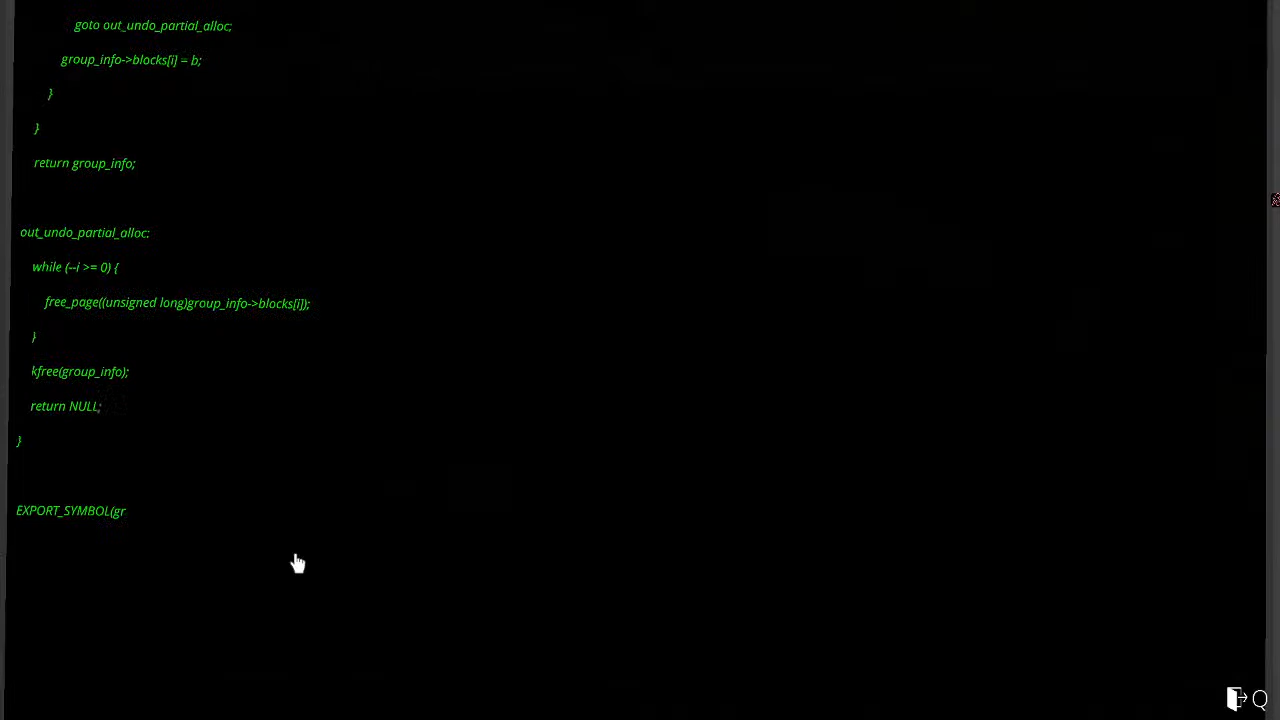 goto out_undo_partial_alloc;
group_info->blocks[i] = b;
}
}
return group_info;
out_undo_partial_alloc:
while (--i >= 0) {
free_page((unsigned long)group_info->blocks[i]);
}
kfree(group_info);
return NULL;
}
EXPORT_SYMBOL(gr
Q